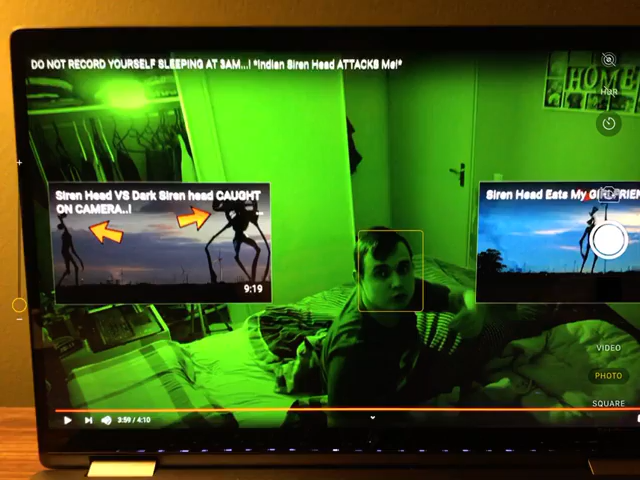 DO NOT RECORD YOURSELF SLEEPING AT 3AM...! *Indian Siren Head ATTACKS Me!*
HOME
HDR
Siren Head VS Dark Siren head CAUGHT
ON CAMERA..!
9:19
Siren Head Eats My GIRLFRIEN
VIDEO
PHOTO
SQUARE
3:59 / 4:10